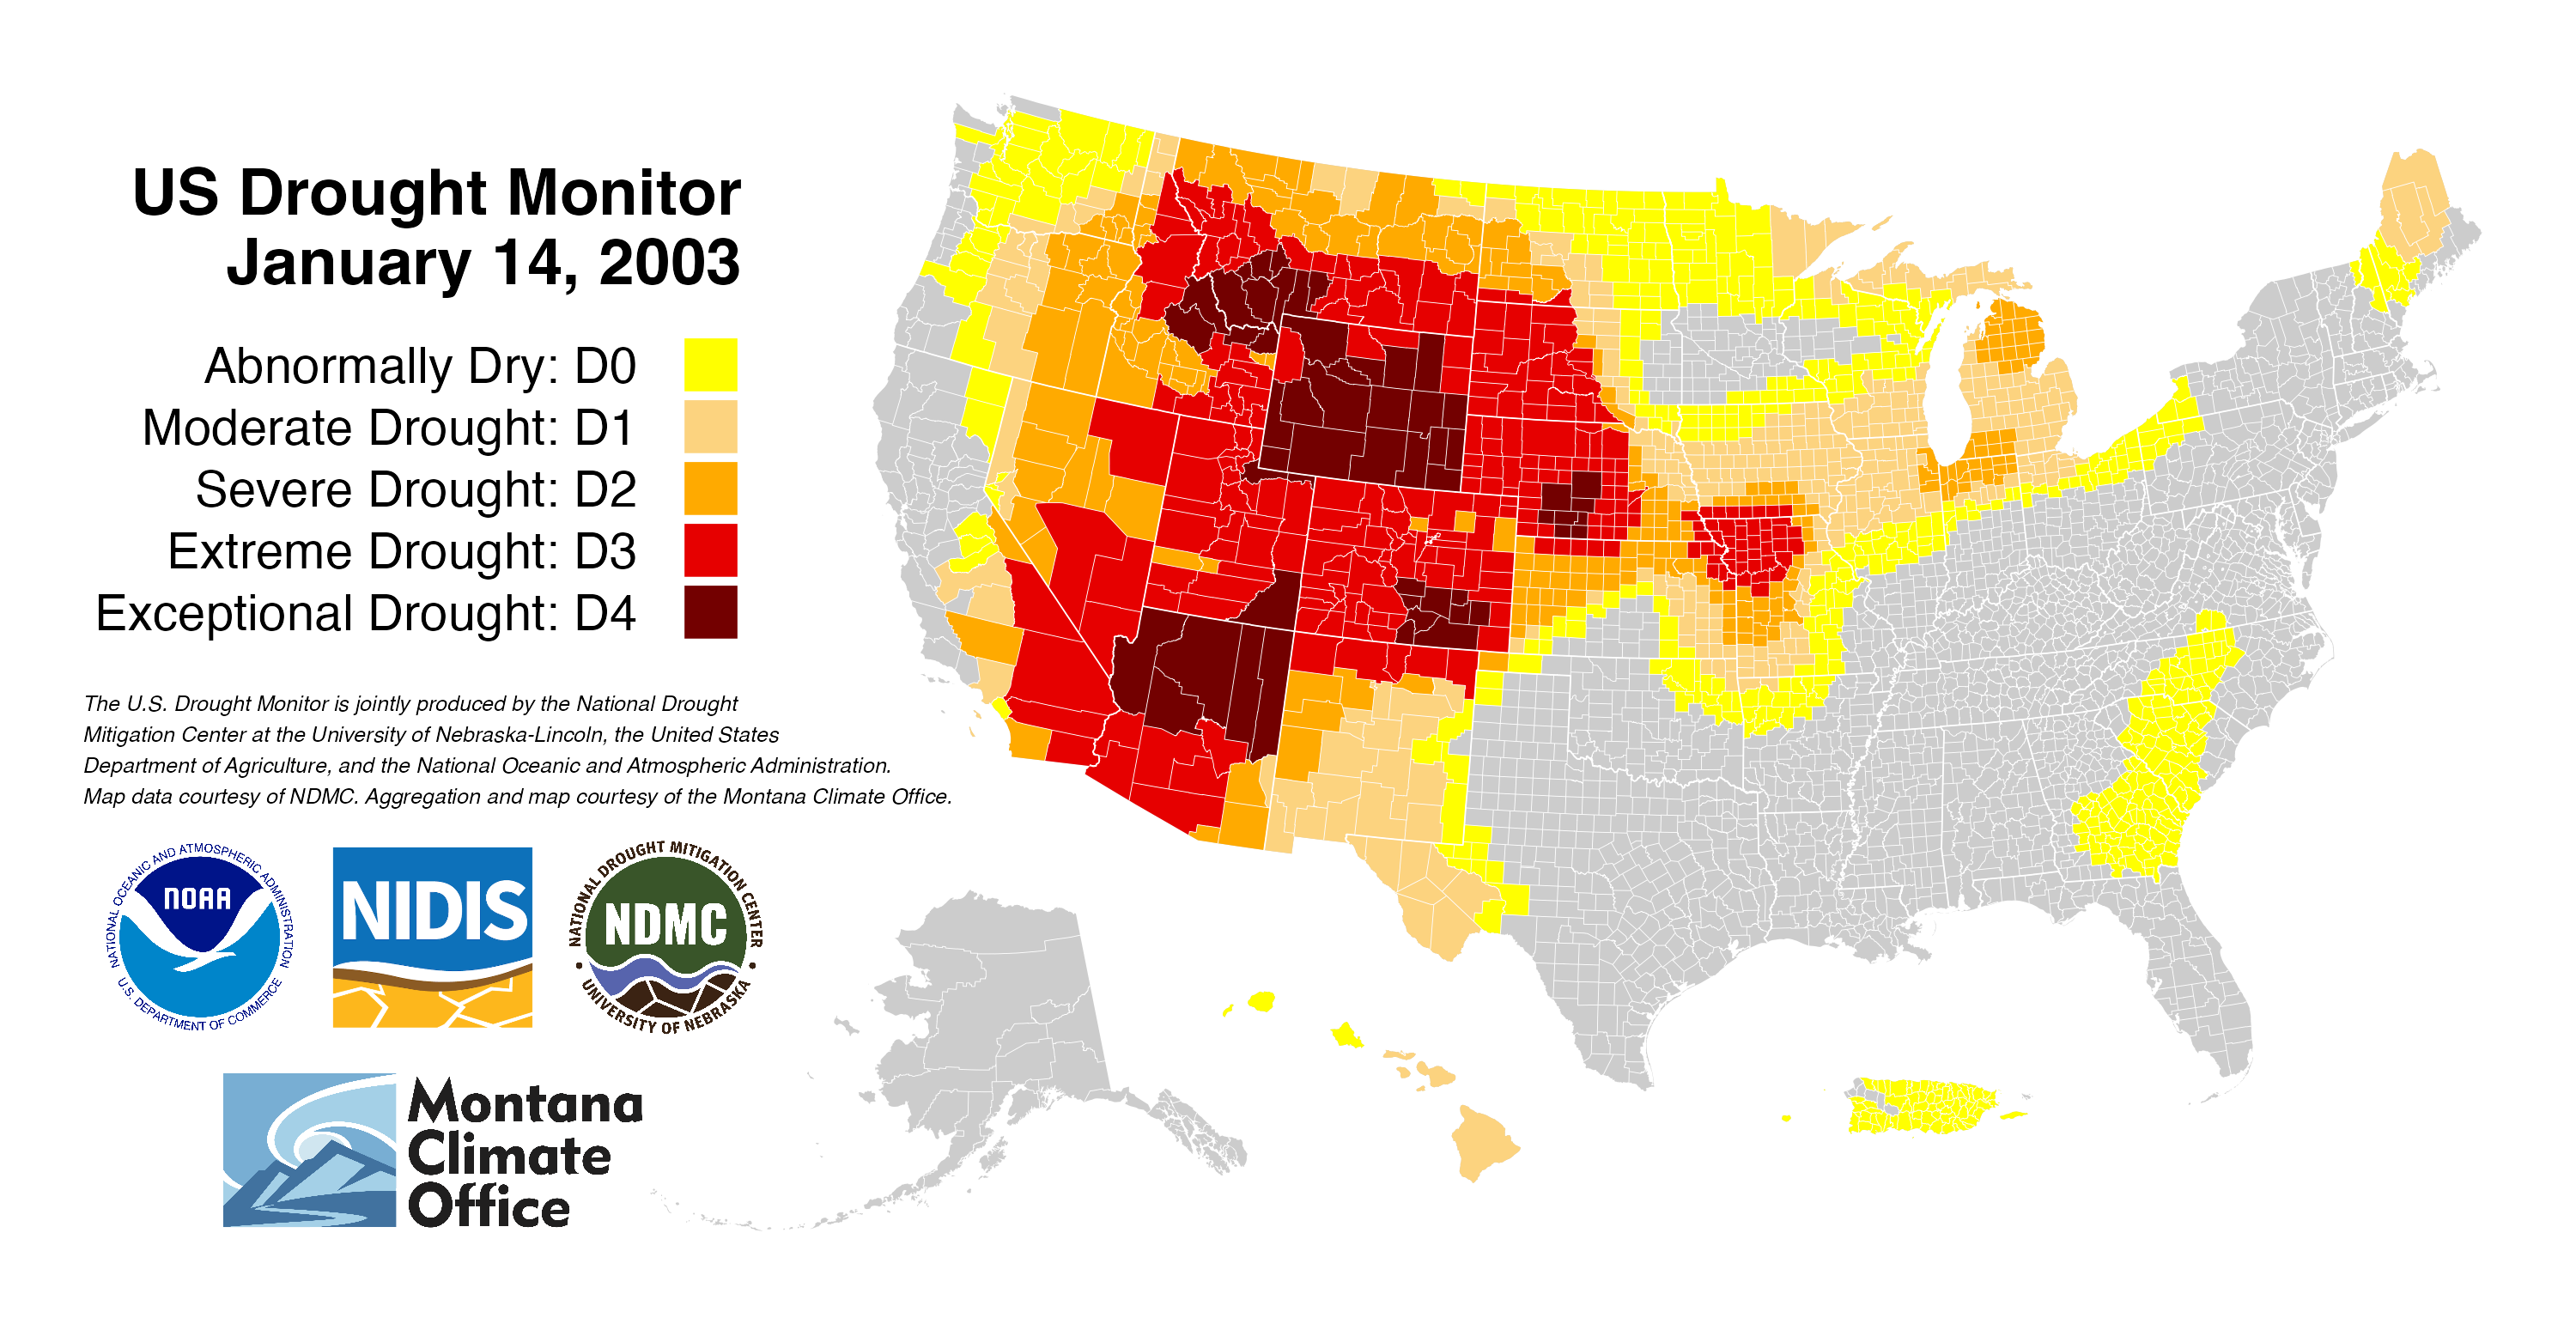 US Drought Monitor
January 14, 2003
Abnormally Dry: D0
Moderate Drought: D1
Severe Drought: D2
Extreme Drought: D3
Exceptional Drought: D4
The U.S. Drought Monitor is jointly produced by the National Drought
Mitigation Center at the University of Nebraska-Lincoln, the United States
Department of Agriculture, and the National Oceanic and Atmospheric Administration.
Map data courtesy of NDMC. Aggregation and map courtesy of the Montana Climate Office.
NATIONAL OCEANIC AND ATMOSPHERIC ADMINISTRATION
NOAA
U.S. DEPARTMENT OF COMMERCE
NIDIS
NATIONAL DROUGHT MITIGATION CENTER
NDMC
UNIVERSITY OF NEBRASKA
Montana
Climate
Office